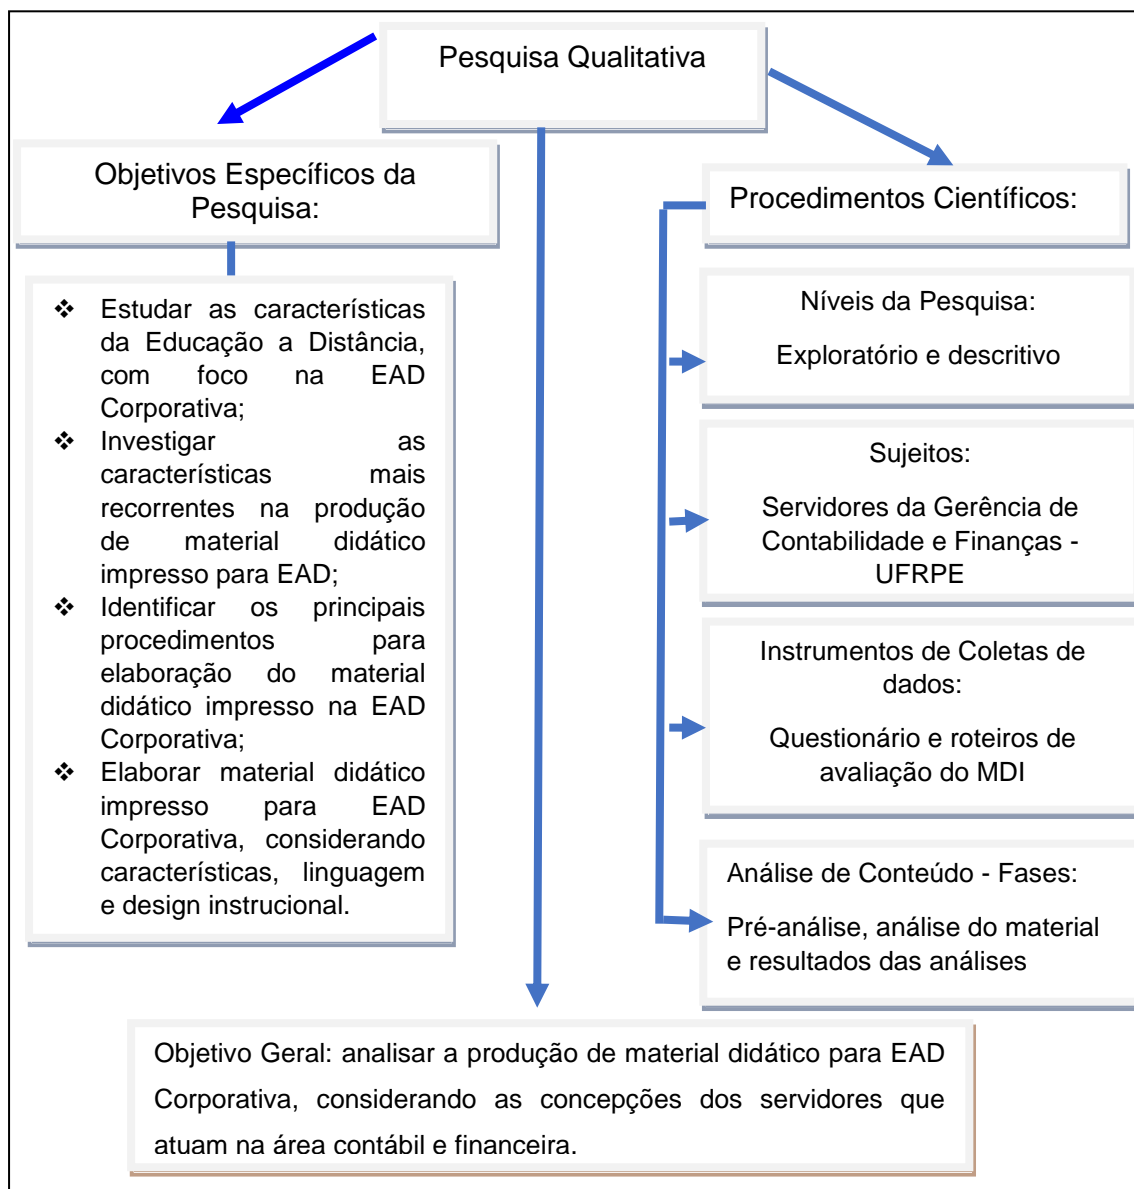 Pesquisa Qualitativa
Objetivos Específicos da
Pesquisa:
❖ Estudar as características
da Educação a Distância,
com foco na EAD
Corporativa;
❖ Investigar as
características mais
recorrentes na produção
de material didático
impresso para EAD;
❖ Identificar os principais
procedimentos para
elaboração do material
didático impresso na EAD
Corporativa;
❖ Elaborar material didático
impresso para EAD
Corporativa, considerando
características, linguagem
e design instrucional.
Procedimentos Científicos:
Níveis da Pesquisa:
Exploratório e descritivo
Sujeitos:
Servidores da Gerência de
Contabilidade e Finanças -
UFRPE
Instrumentos de Coletas de
dados:
Questionário e roteiros de
avaliação do MDI
Análise de Conteúdo - Fases:
Pré-análise, análise do material
e resultados das análises
Objetivo Geral: analisar a produção de material didático para EAD
Corporativa, considerando as concepções dos servidores que
atuam na área contábil e financeira.